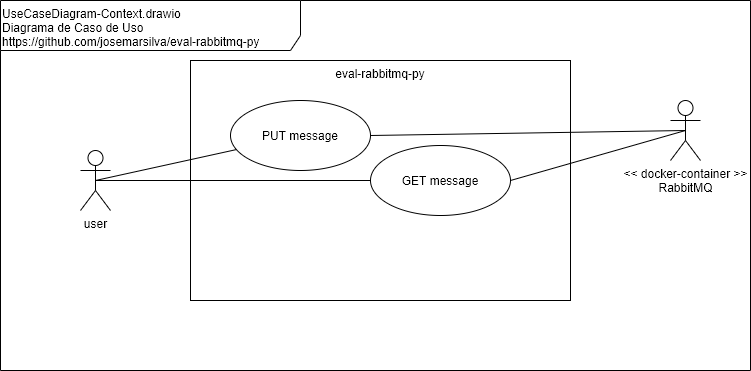 UseCaseDiagram-Context.drawio
Diagrama de Caso de Uso
https://github.com/josemarsilva/eval-rabbitmq-py
eval-rabbitmq-py
PUT message
GET message
user
<< docker-container >>
RabbitMQ